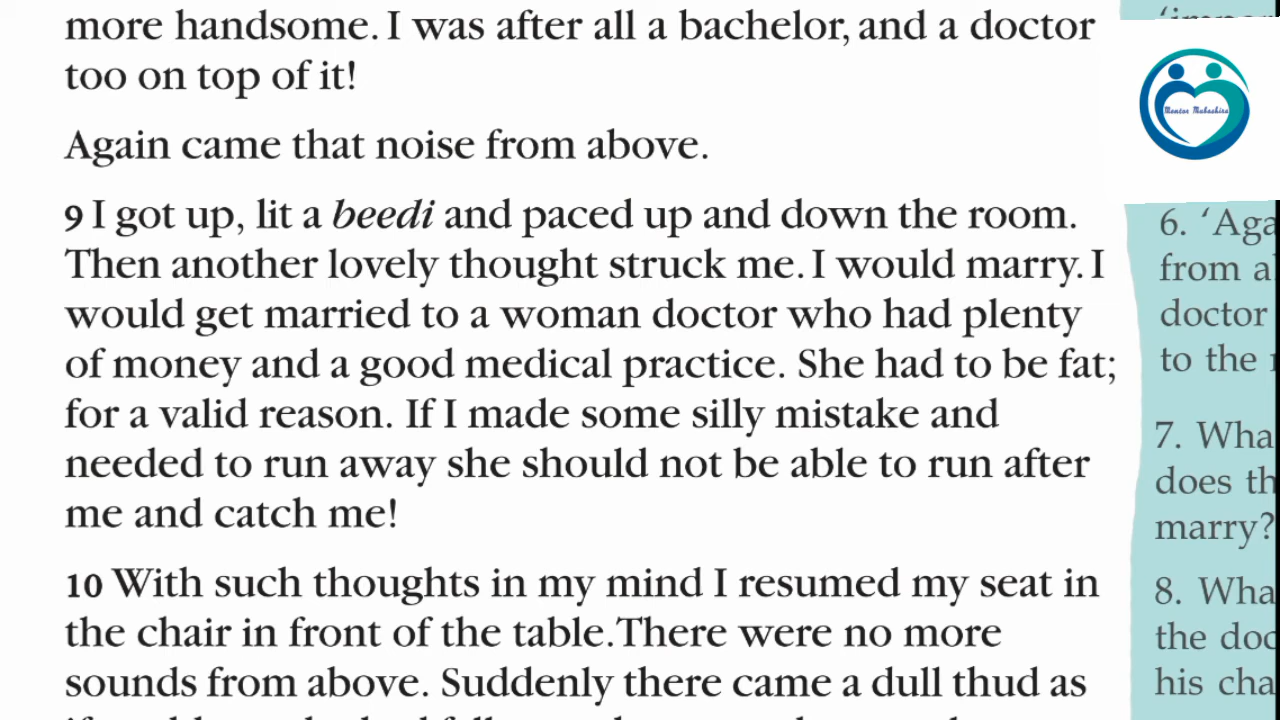 more handsome. I was after all a bachelor, and a doctor
too on top of it!
Again came that noise from above.
9 I got up, lit a beedi and paced up and down the room.
Then another lovely thought struck me. I would marry. I
would get married to a woman doctor who had plenty
of money and a good medical practice. She had to be fat;
for a valid reason. If I made some silly mistake and
needed to run away she should not be able to run after
me and catch me!
10 With such thoughts in my mind I resumed my seat in
the chair in front of the table.There were no more
sounds from above. Suddenly there came a dull thud as
Mentor Mubashira
6. ‘Aga
from a
doctor
to the
7. Wha
does th
marry?
8. Wha
the doc
his cha